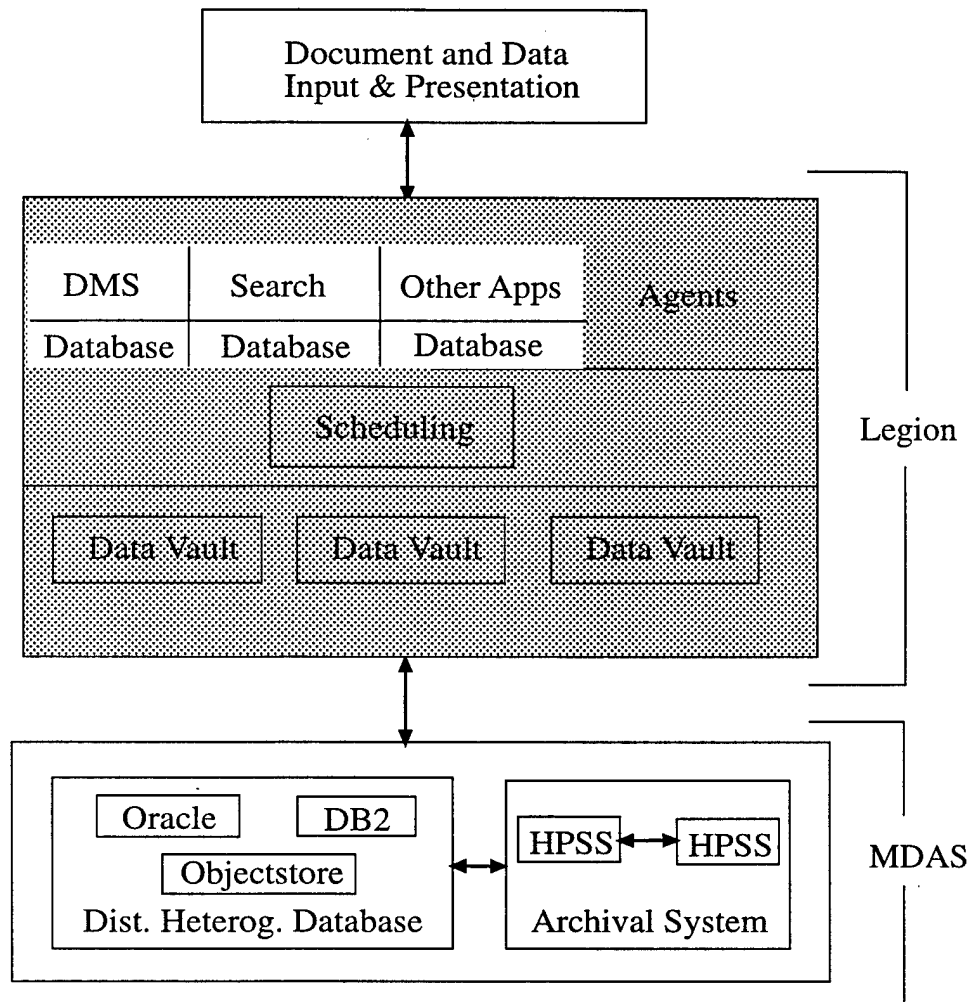 Document and Data
Input & Presentation
DMS
Search
Other Apps
Agents
Database
Database
Database
Scheduling
Legion
Data Vault
Data Vault
Data Vault
Oracle
DB2
HPSS
HPSS
MDAS
Objectstore
Dist. Heterog. Database
Archival System